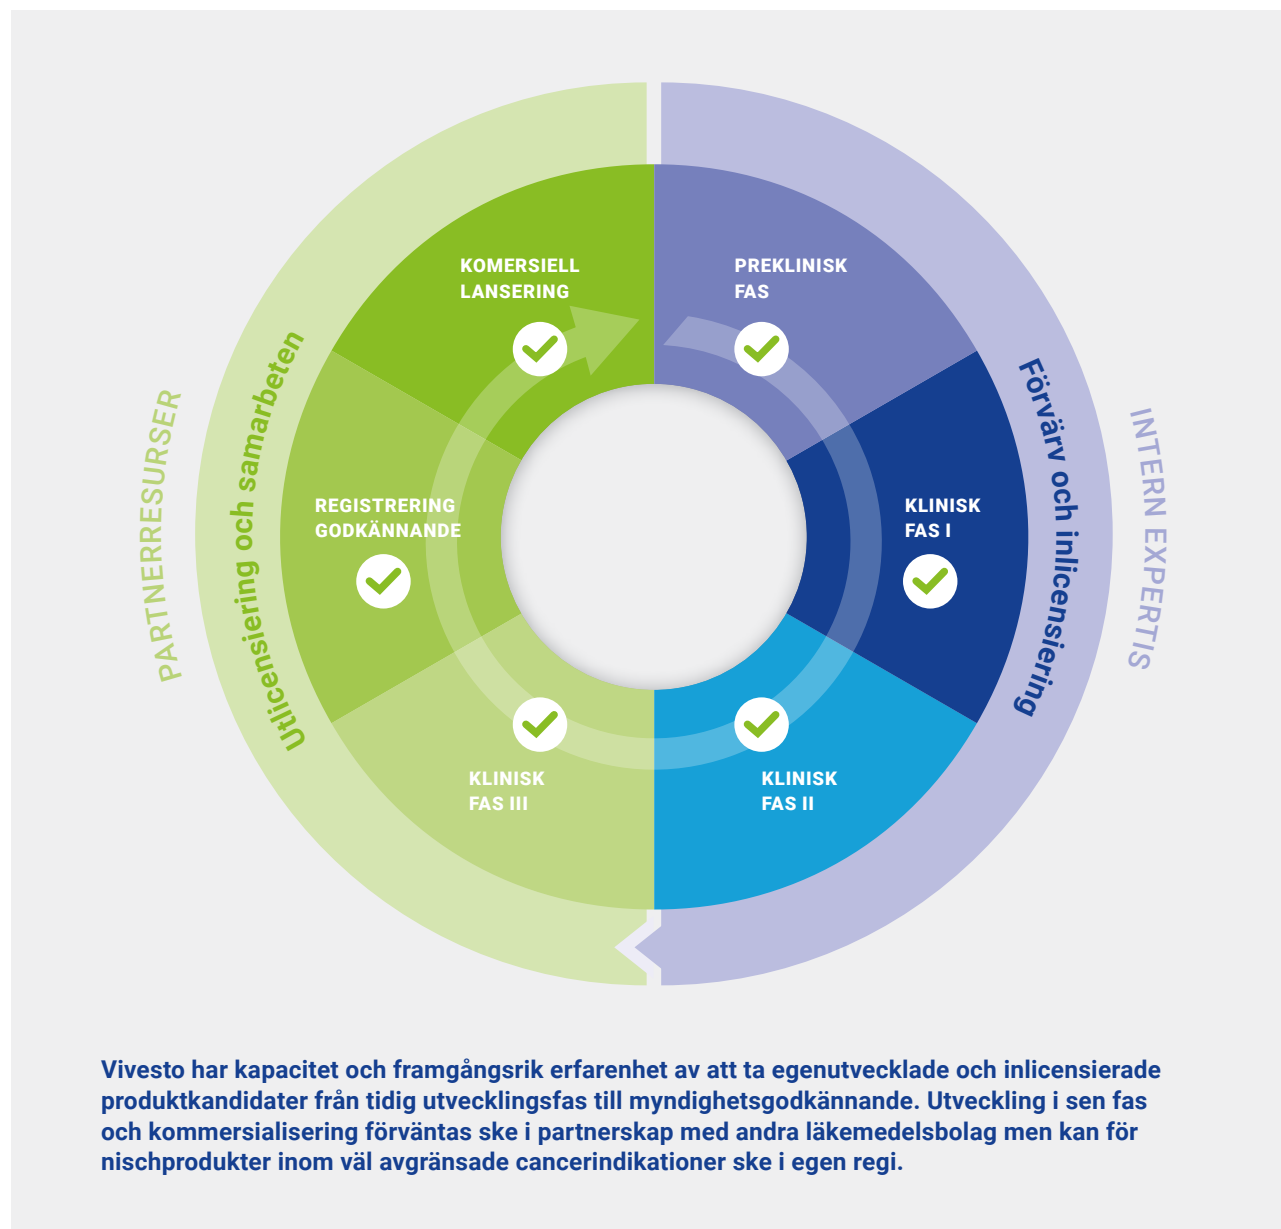 KOMERSIELL
LANSERING
PREKLINISK
FAS
PARTNERRESURSER
Utlicensiering och samarbeten
REGISTRERING
GODKÄNNANDE
KLINISK
FAS I
Förvärv och inlicensiering
INTERN EXPERTIS
KLINISK
FAS III
KLINISK
FAS II
Vivesto har kapacitet och framgångsrik erfarenhet av att ta egenutvecklade och inlicensierade
produktkandidater från tidig utvecklingsfas till myndighetsgodkännande. Utveckling i sen fas
och kommersialisering förväntas ske i partnerskap med andra läkemedelsbolag men kan för
nischprodukter inom väl avgränsade cancerindikationer ske i egen regi.